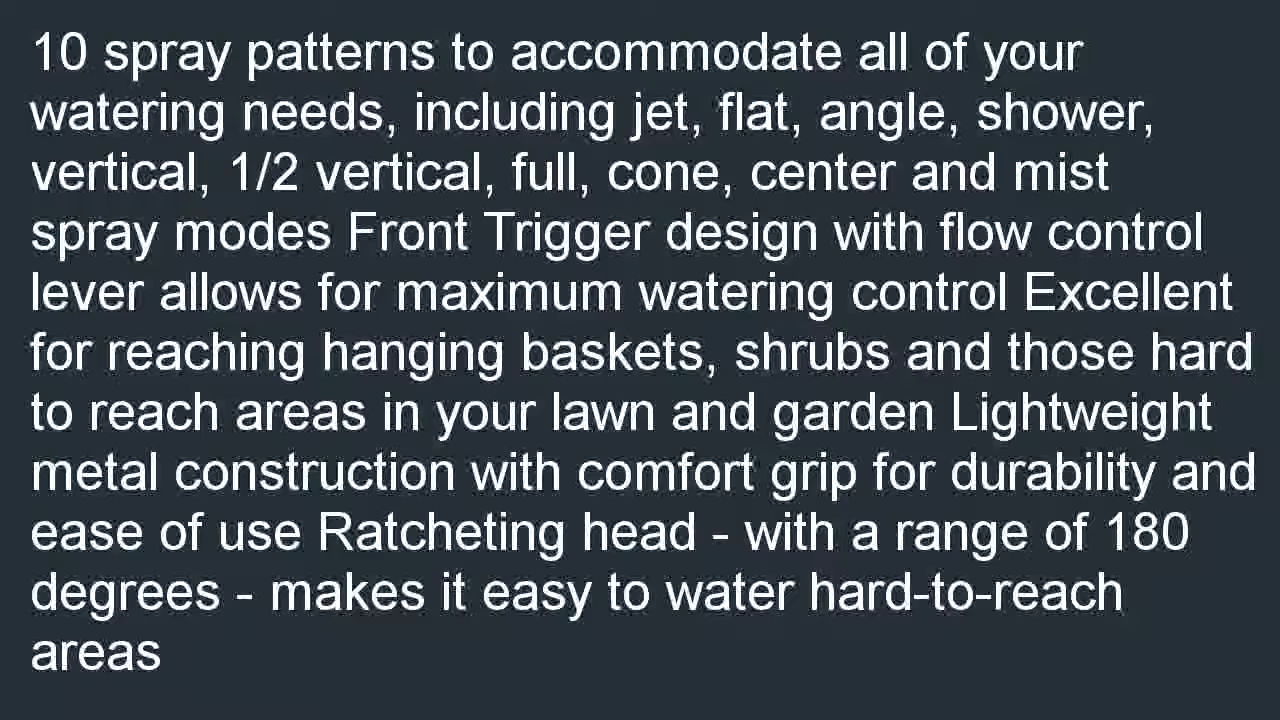 10 spray patterns to accommodate all of your
watering needs, including jet, flat, angle, shower,
vertical, 1/2 vertical, full, cone, center and mist
spray modes Front Trigger design with flow control
lever allows for maximum watering control Excellent
for reaching hanging baskets, shrubs and those hard
to reach areas in your lawn and garden Lightweight
metal construction with comfort grip for durability and
ease of use Ratcheting head - with a range of 180
degrees - makes it easy to water hard-to-reach
areas